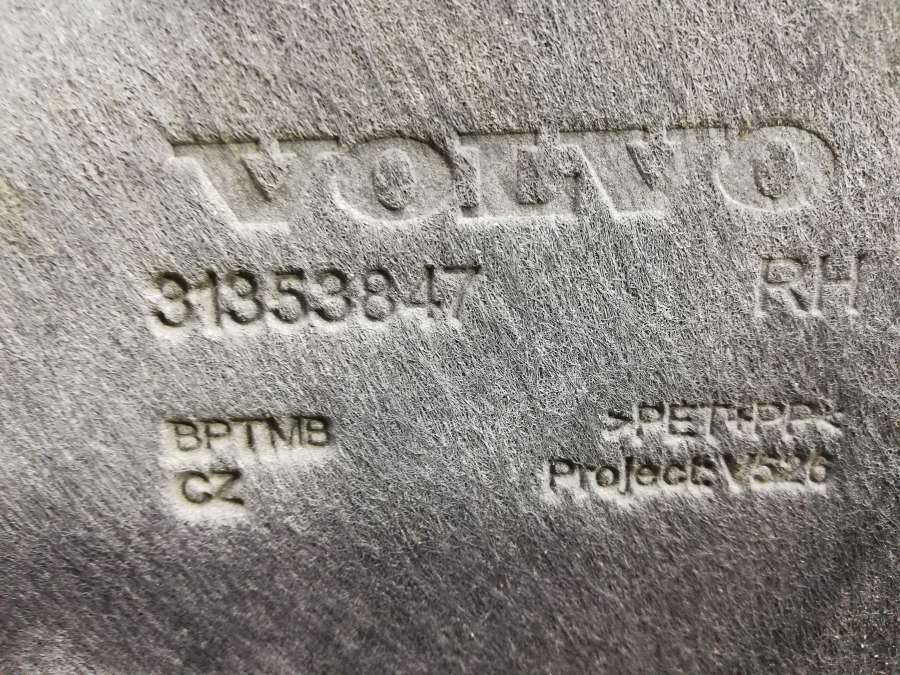 VOLVO
31353847 RH
BPTMB >PET+PP<
CZ Project: V526